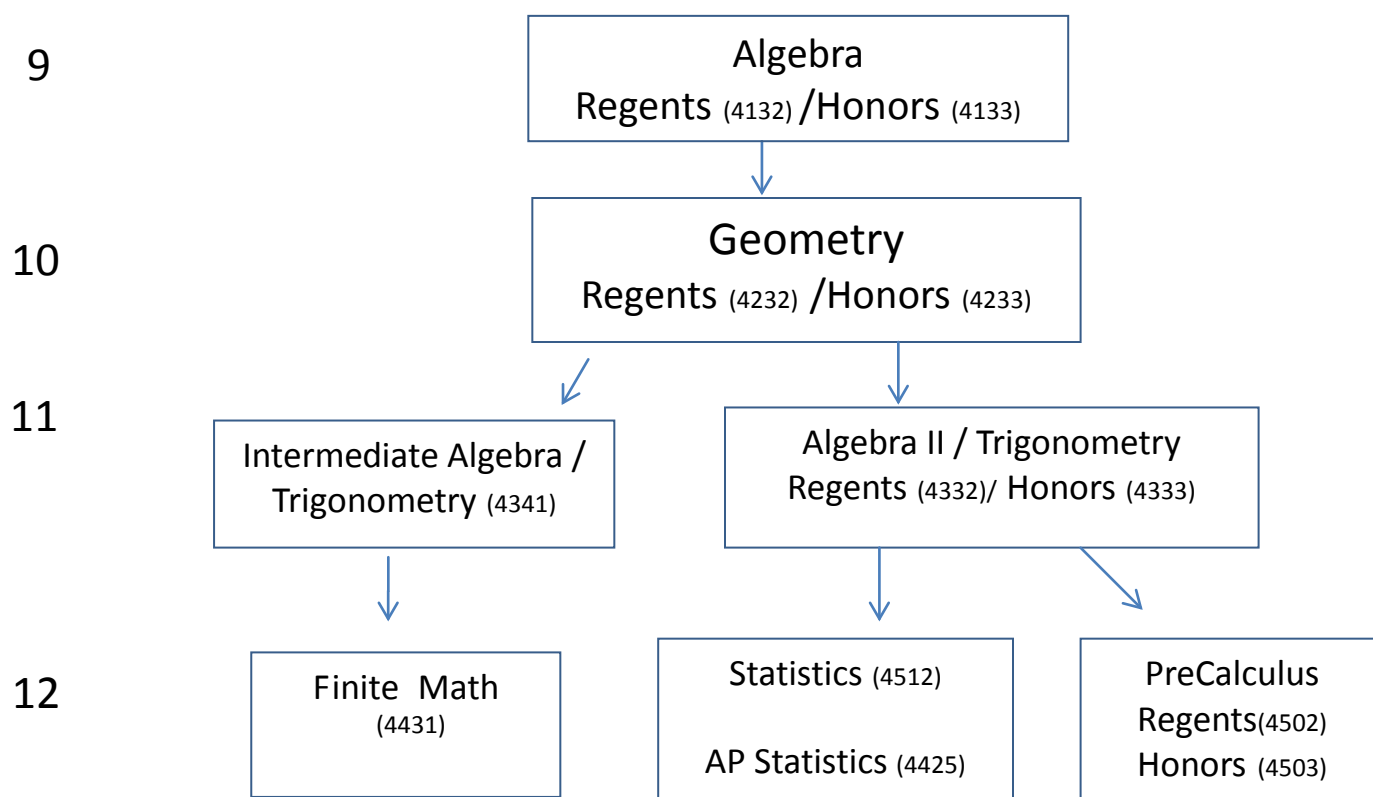 9
Algebra
Regents (4132) /Honors (4133)
10
Geometry
Regents (4232) /Honors (4233)
11
Intermediate Algebra /
Trigonometry (4341)
Algebra II / Trigonometry
Regents (4332)/ Honors (4333)
12
Finite Math
(4431)
Statistics (4512)
AP Statistics (4425)
PreCalculus
Regents(4502)
Honors (4503)